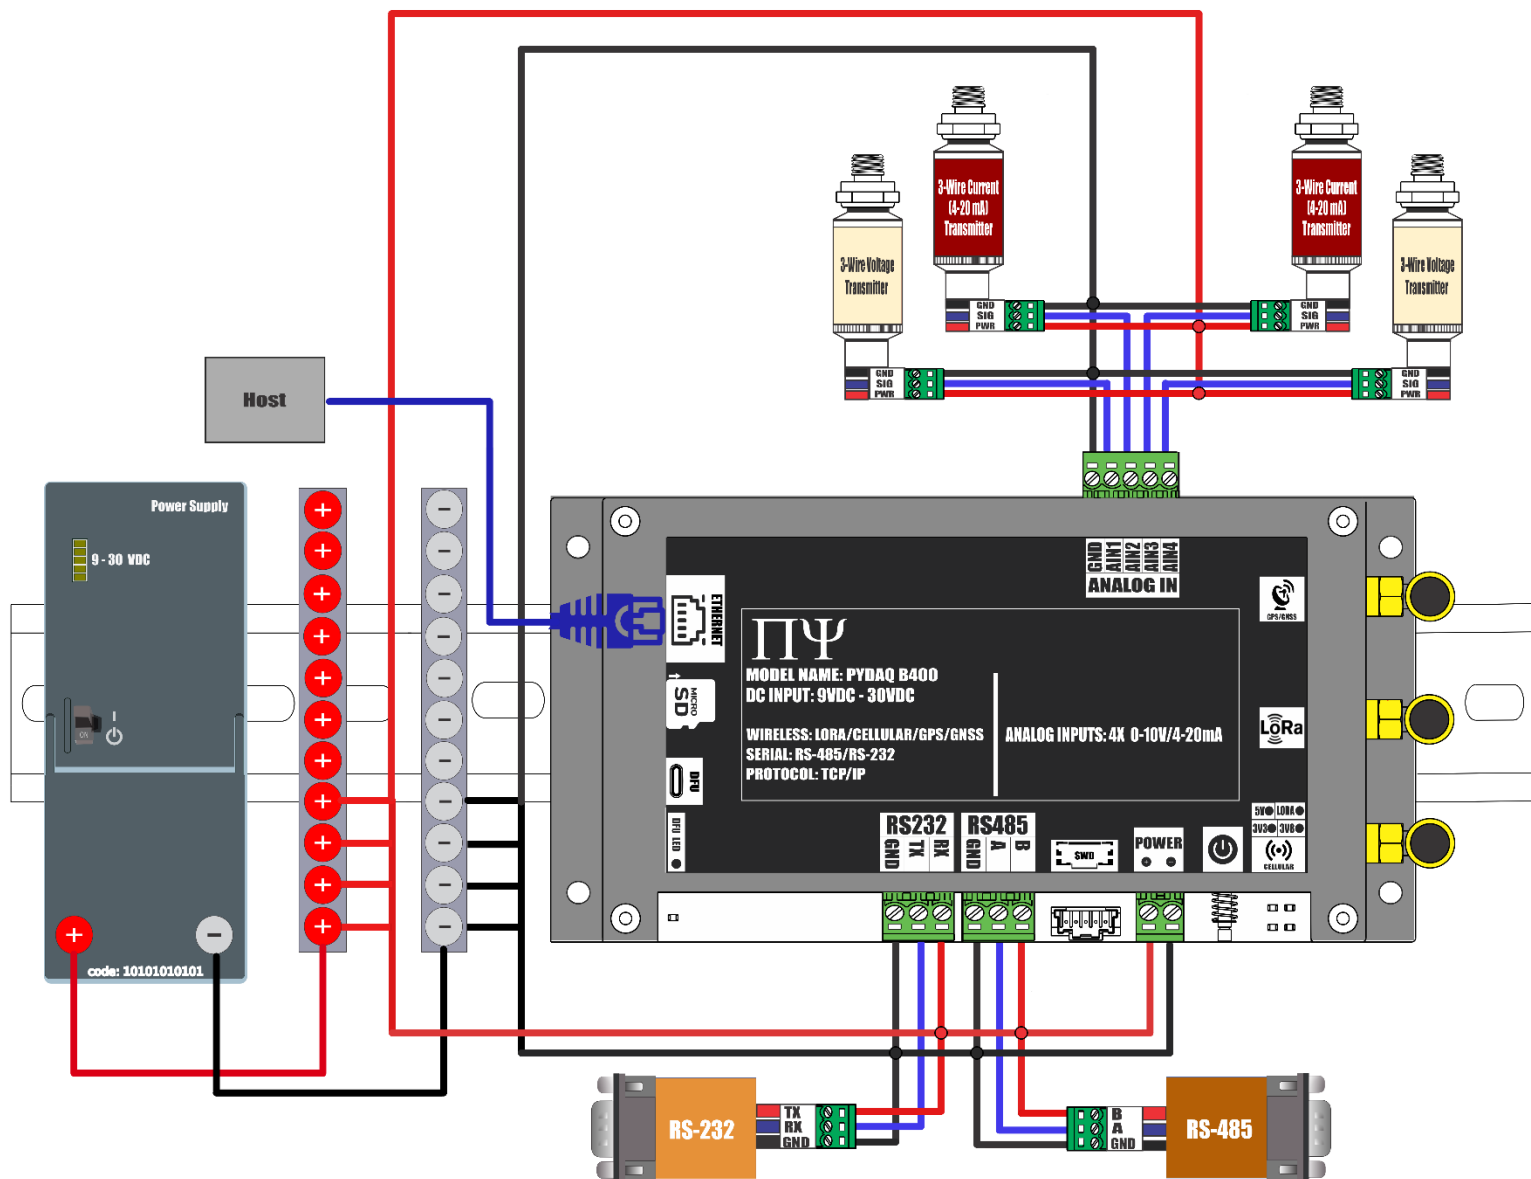 3-Wire Current
(4-20 mA)
Transmitter
3-Wire Current
(4-20 mA)
Transmitter
3-Wire Voltage
Transmitter
3-Wire Voltage
Transmitter
GND
SIG
PWR
GND
SIG
PWR
GND
SIG
PWR
GND
SIG
PWR
Host
Power Supply
9 - 30 VDC
ON
code: 10101010101
GND
AIN1
AIN2
AIN3
AIN4
ANALOG IN
ETHERNET
GPS/GNSS
ΠΨ
MODEL NAME: PYDAQ B400
DC INPUT: 9VDC - 30VDC
WIRELESS: LORA/CELLULAR/GPS/GNSS
SERIAL: RS-485/RS-232
PROTOCOL: TCP/IP
ANALOG INPUTS: 4X 0-10V/4-20mA
MICRO
SD
LoRa
DFU
DFU LED
5V LORA
3V3 3V8
CELLULAR
RS232
GND
TX
RX
RS485
GND
A
B
SWD
POWER
RS-232
TX
RX
GND
B
A
GND
RS-485